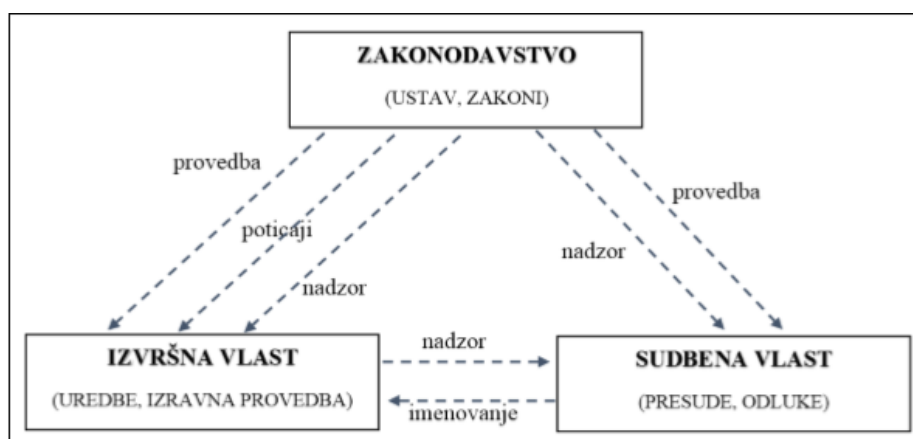 ZAKONODAVSTVO
(USTAV, ZAKONI)
provedba
provedba
poticaji
nadzor
nadzor
IZVRŠNA VLAST
(UREDBE, IZRAVNA PROVEDBA)
nadzor
imenovanje
SUDBENA VLAST
(PRESUDE, ODLUKE)